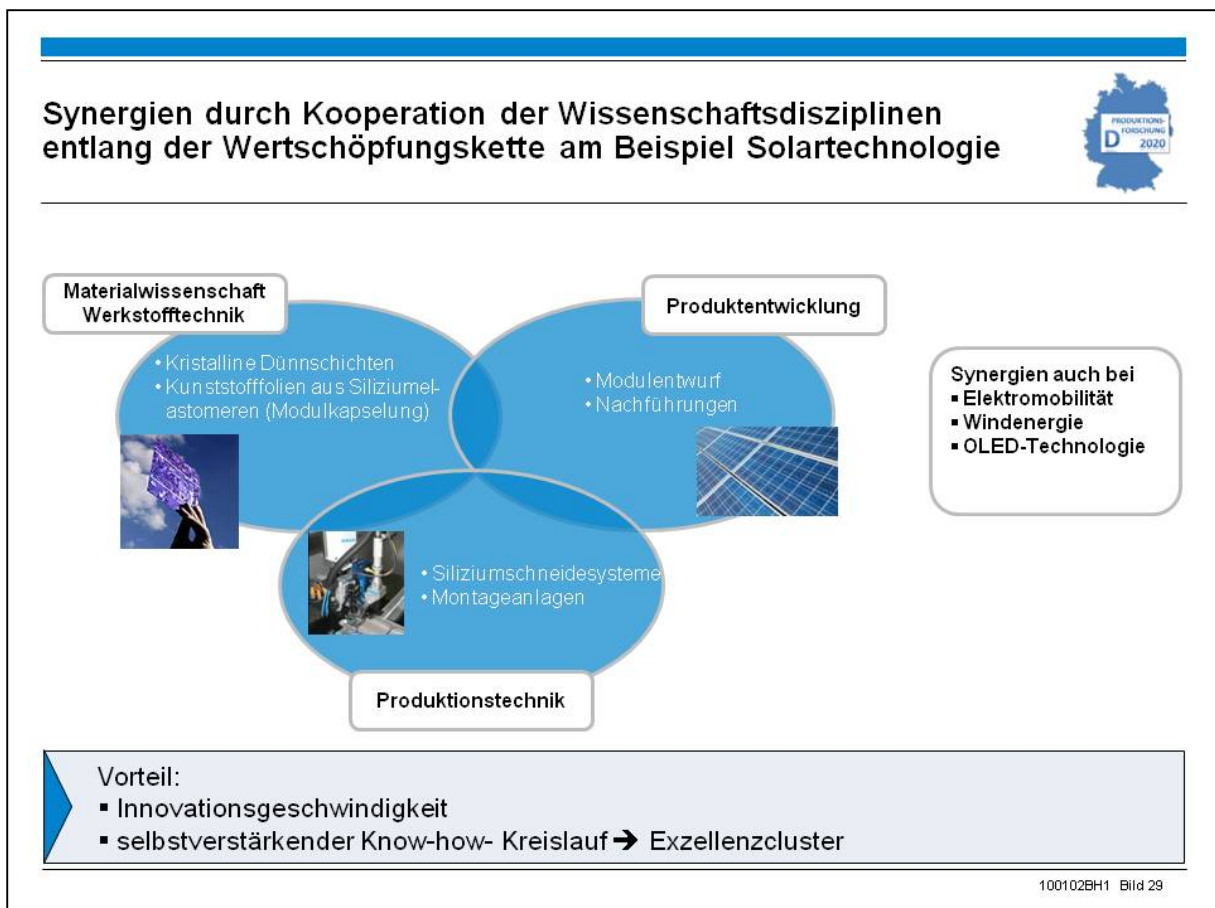 Synergien durch Kooperation der Wissenschaftsdisziplinen
entlang der Wertschöpfungskette am Beispiel Solartechnologie
PRODUKTIONS-
FORSCHUNG
D 2020
Materialwissenschaft
Werkstofftechnik
• Kristalline Dünnschichten
• Kunststofffolien aus Siliziumel-
astomeren (Modulkapselung)
Produktentwicklung
• Modulentwurf
• Nachführungen
Synergien auch bei
▪ Elektromobilität
▪ Windenergie
▪ OLED-Technologie
• Siliziumschneidesysteme
• Montageanlagen
Produktionstechnik
Vorteil:
▪ Innovationsgeschwindigkeit
▪ selbstverstärkender Know-how- Kreislauf ➔ Exzellenzcluster
100102BH1 Bild 29